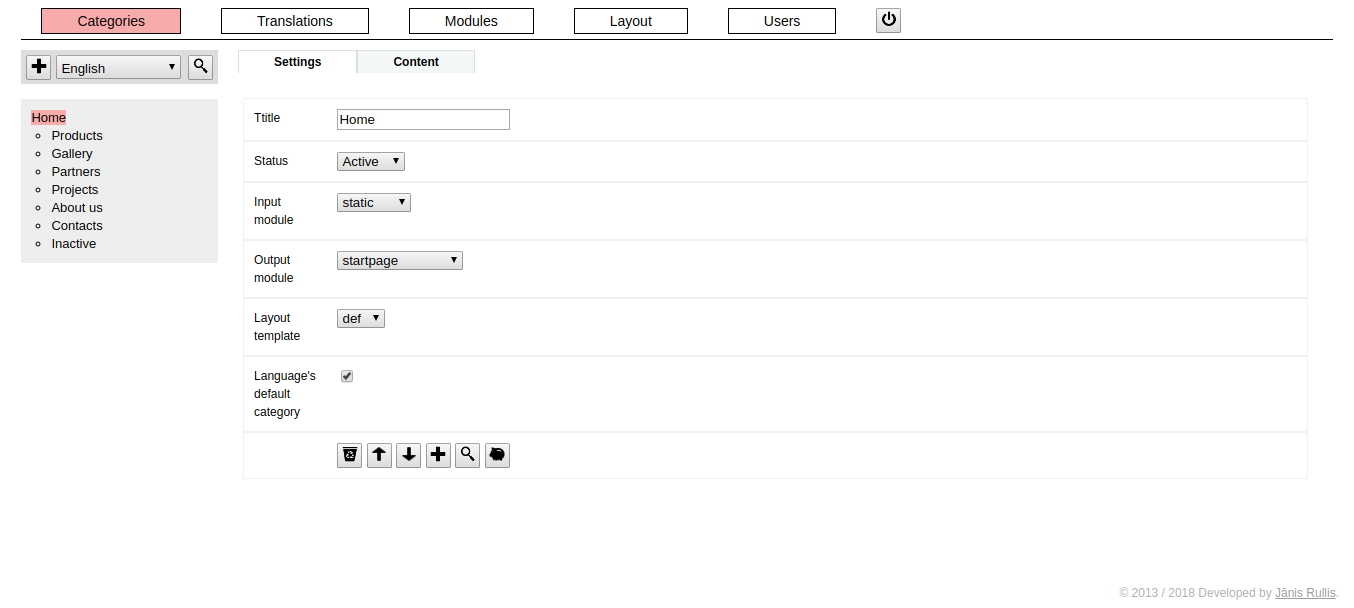 Categories Translations Modules Layout Users
English
Settings Content
Home
Products
Gallery
Partners
Projects
About us
Contacts
Inactive
Ttitle Home
Status Active
Input
module
static
Output
module
startpage
Layout
template
def
Language's
default
category
© 2013 / 2018 Developed by Jānis Rullis.